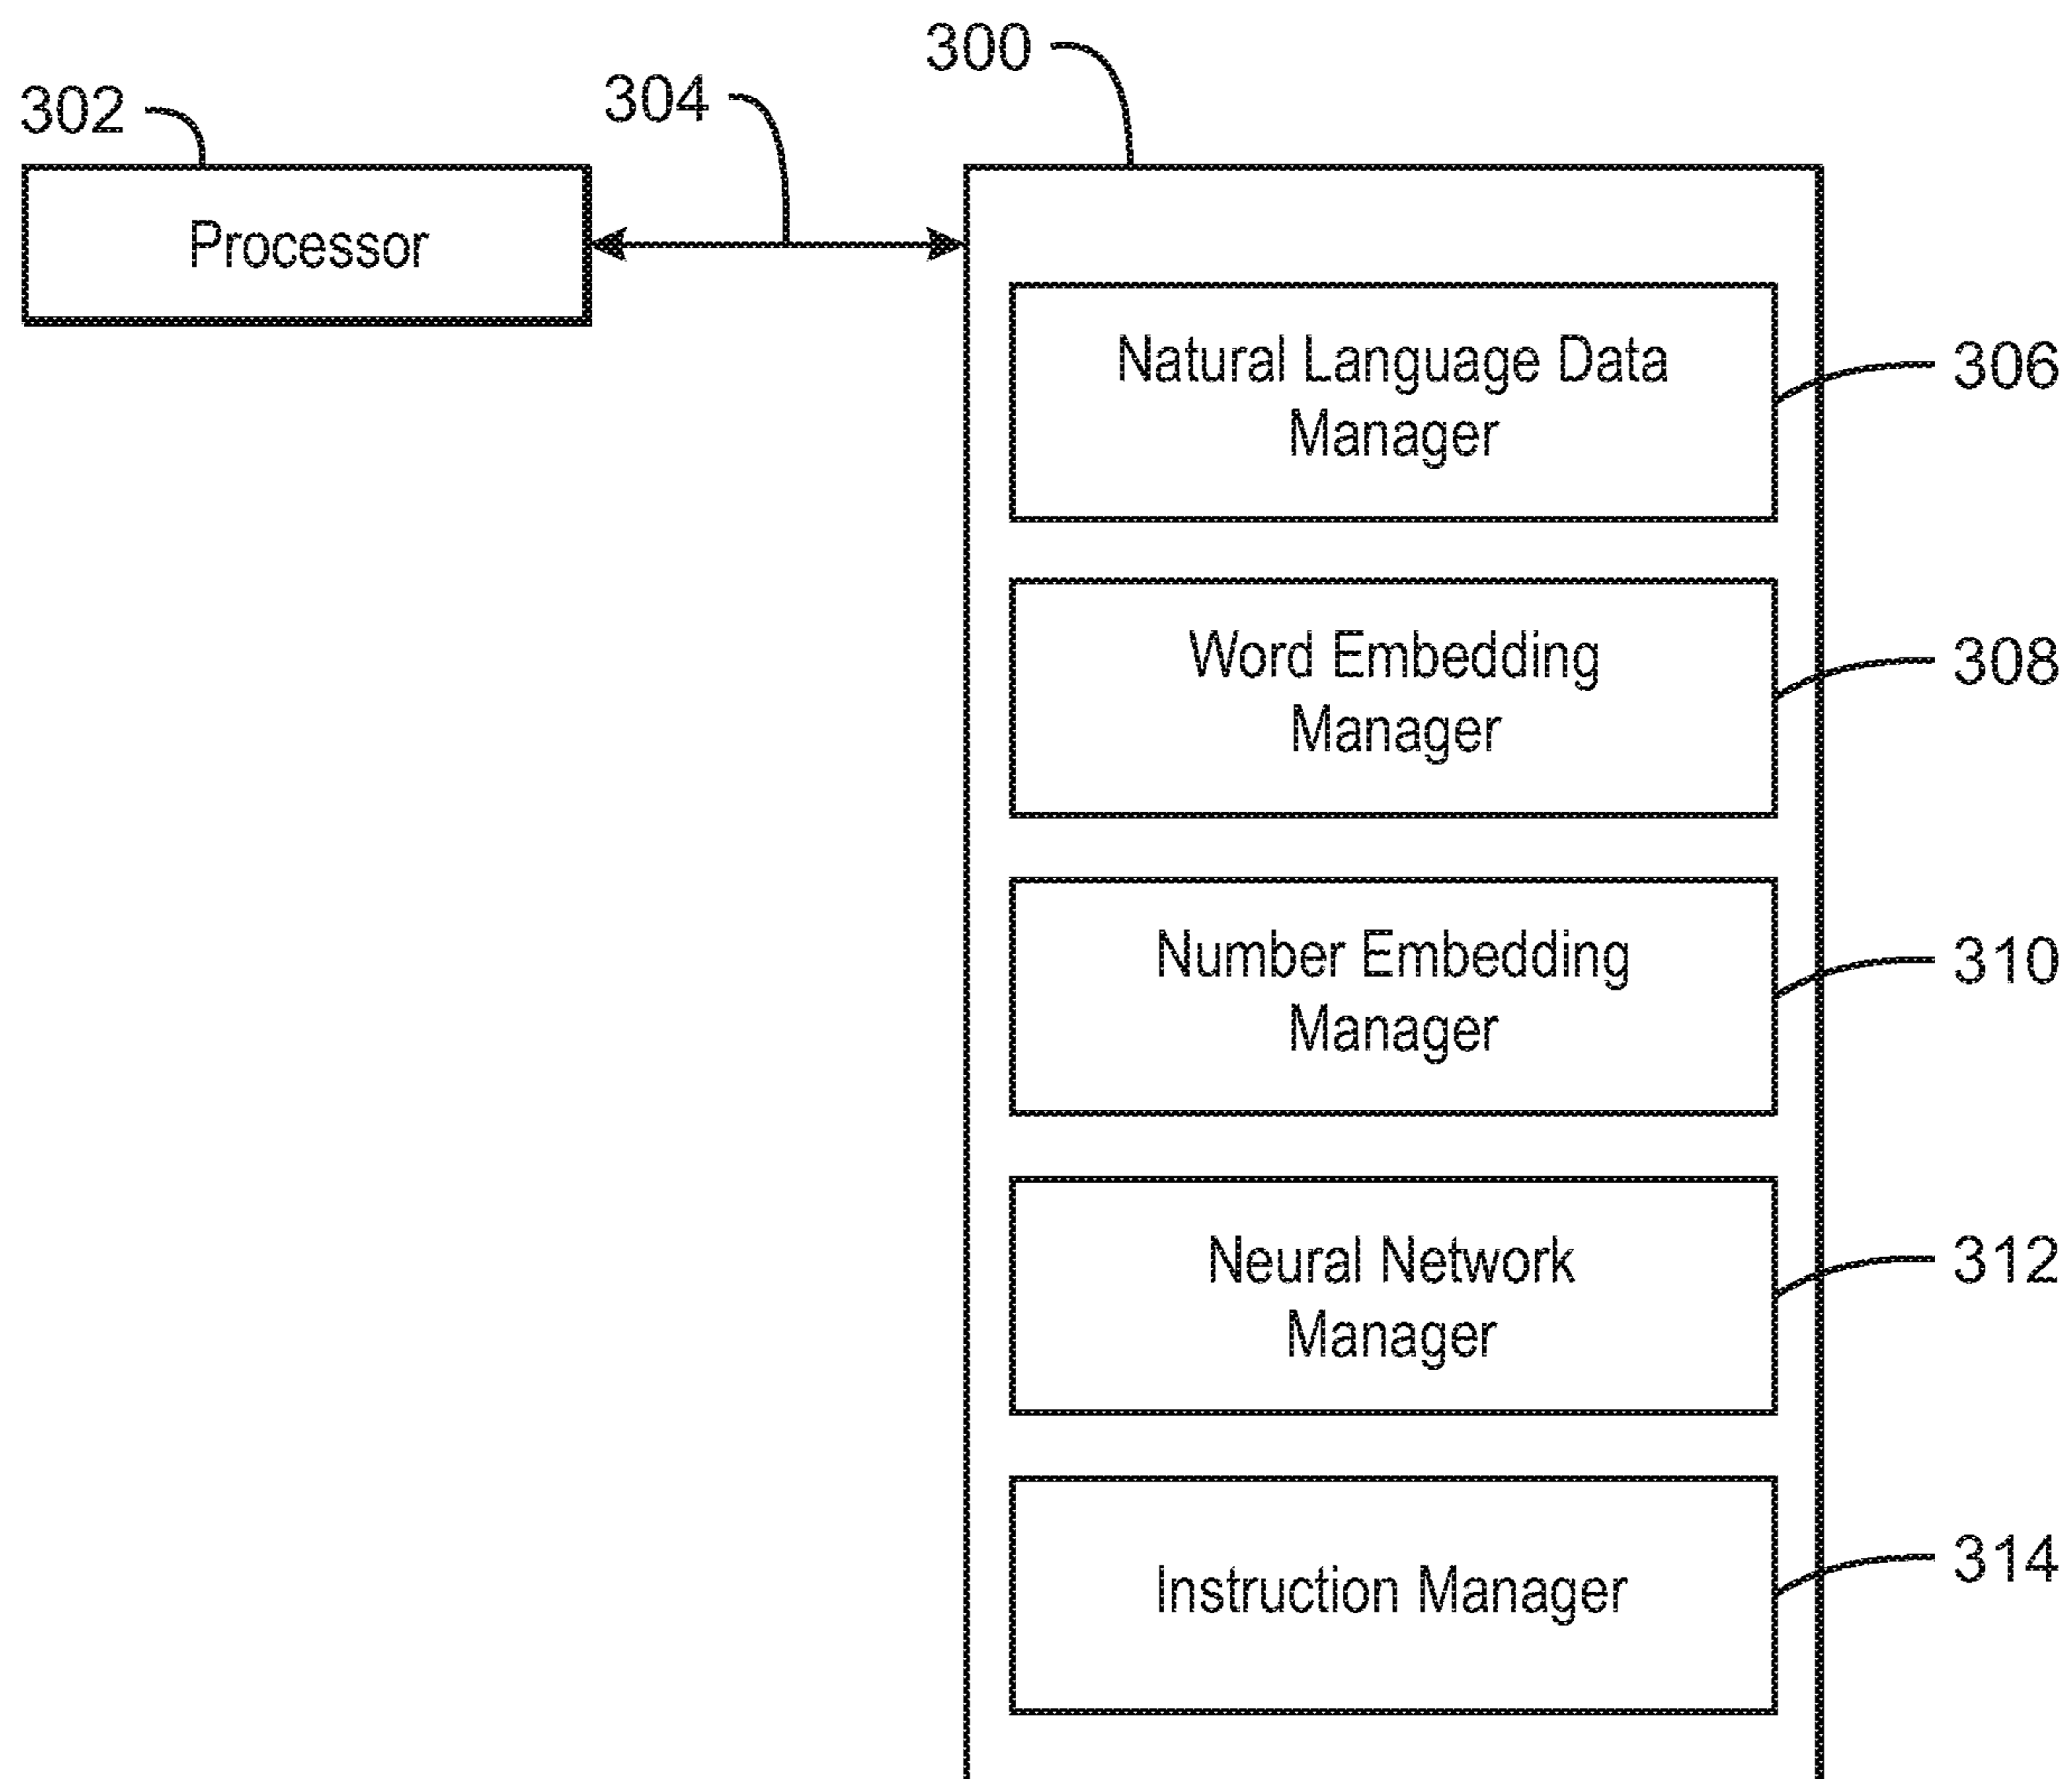 300
304
302
Processor
Natural Language Data
Manager
306
Word Embedding
Manager
308
Number Embedding
Manager
310
Neural Network
Manager
312
Instruction Manager
314